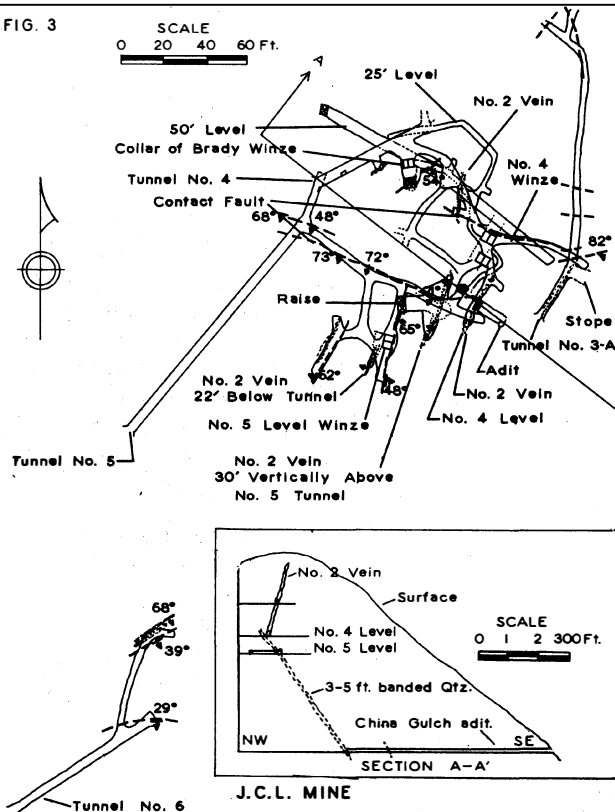 FIG. 3
SCALE
0 20 40 60 Ft.
A
25' Level
No. 2 Vein
50' Level
Collar of Brady Winze
54°
No. 4
Winze
Tunnel No. 4
Contact Fault
68°
48°
82°
73°
72°
Raise
Stope
65°
Tunnel No. 3-A
Adit
62°
No. 2 Vein
22' Below Tunnel
48°
No. 2 Vein
No. 5 Level Winze
No. 4 Level
Tunnel No. 5
No. 2 Vein
30' Vertically Above
No. 5 Tunnel
No. 2 Vein
Surface
68°
39°
SCALE
0 1 2 300Ft.
No. 4 Level
No. 5 Level
3-5 ft. banded Qtz.
29°
China Gulch adit.
NW
SE
SECTION A-A'
Tunnel No. 6
J.C.L. MINE